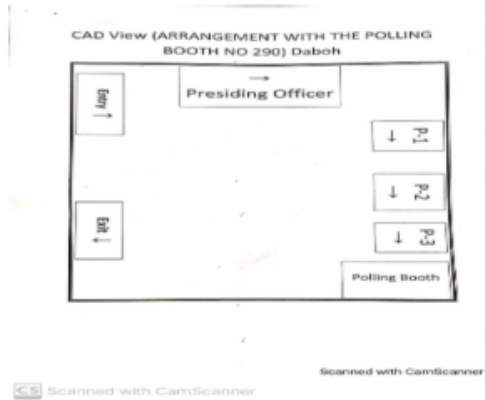 CAD View (ARRANGEMENT WITH THE POLLING
BOOTH NO 290) Daboh
→
Presiding Officer
Entry ↑
↓ P-1
↓ P-2
Exit ↓
↓ P-3
Polling Booth
Scanned with CamScanner
CS Scanned with CamScanner